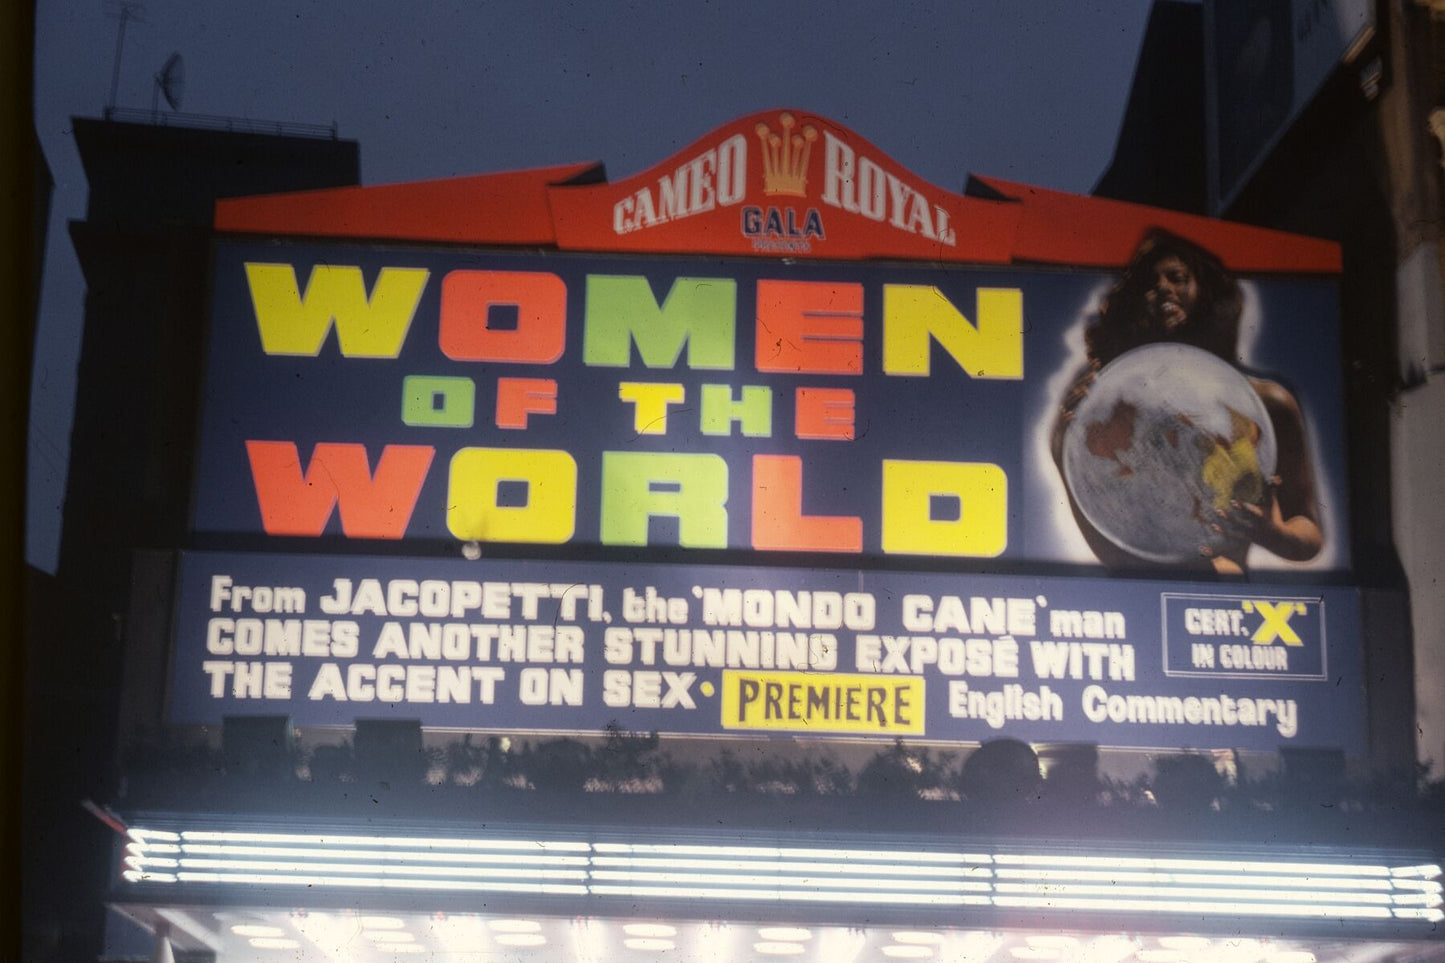 CAMEO ROYAL
GALA
PRESENTS
WOMEN
OF THE
WORLD
From JACOPETTI, the 'MONDO CANE' man
COMES ANOTHER STUNNING EXPOSÉ WITH
THE ACCENT ON SEX • PREMIERE English Commentary
CERT. 'X'
IN COLOUR